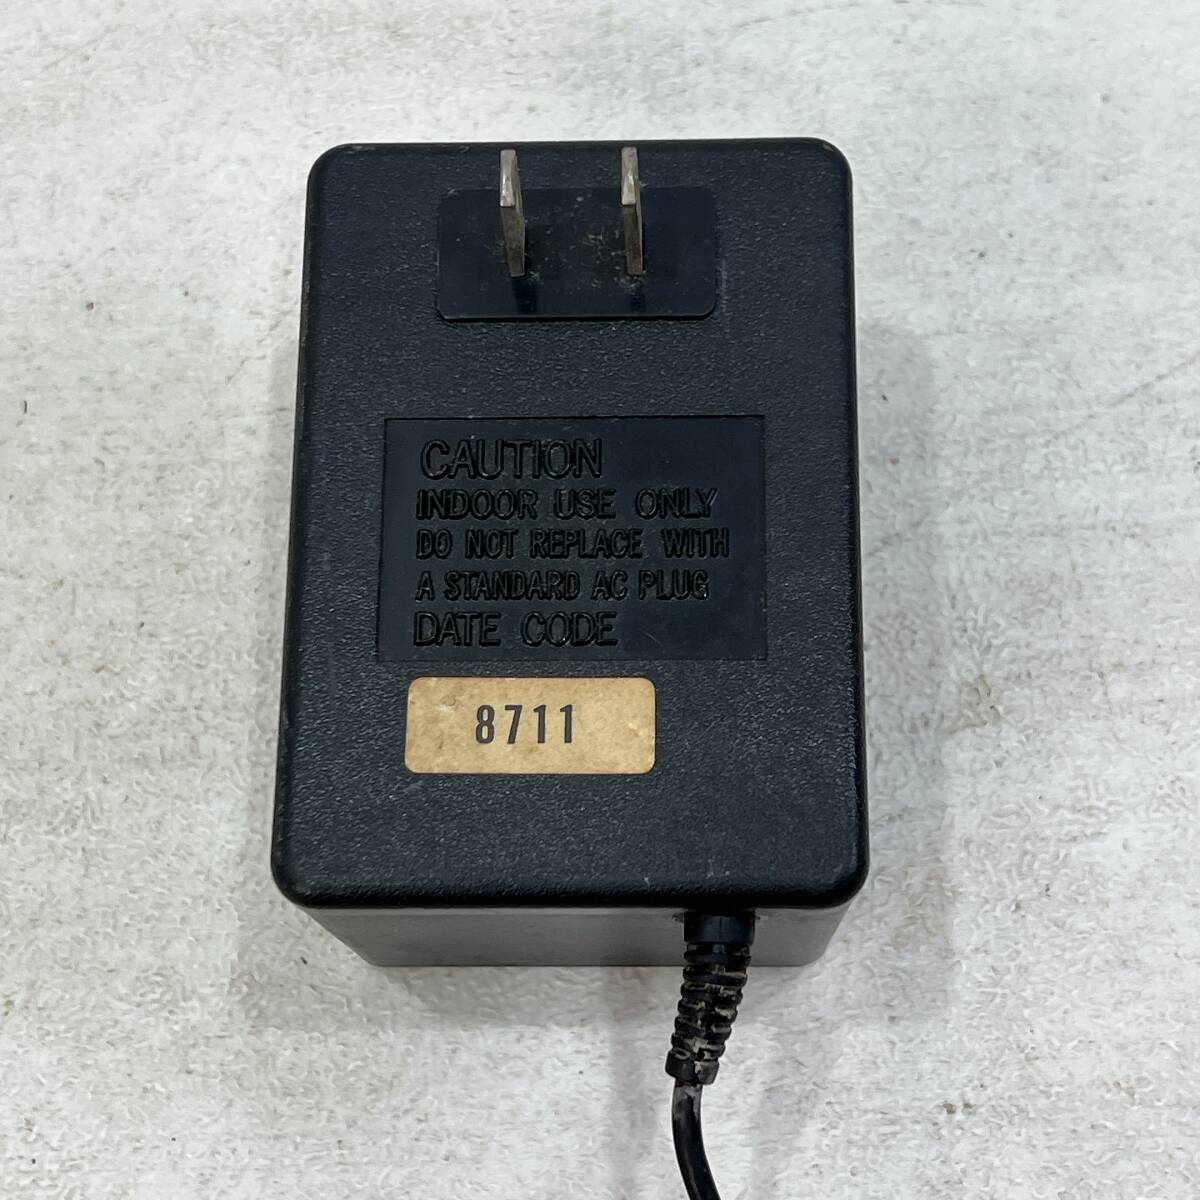 CAUTION
INDOOR USE ONLY
DO NOT REPLACE WITH
A STANDARD AC PLUG
DATE CODE
8711